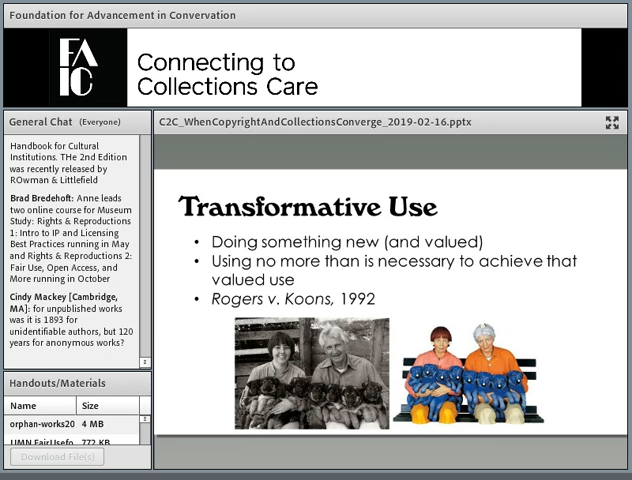 Foundation for Advancement in Convervation
FA
IC
Connecting to
Collections Care
General Chat (Everyone)
Handbook for Cultural
Institutions. THe 2nd Edition
was recently released by
ROwman & Littlefield
Brad Bredehoft: Anne leads
two online course for Museum
Study: Rights & Reproductions
1: Intro to IP and Licensing
Best Practices running in May
and Rights & Reproductions 2:
Fair Use, Open Access, and
More running in October
Cindy Mackey [Cambridge,
MA]: for unpublished works
was it is 1893 for
unidentifiable authors, but 120
years for anonymous works?
Handouts/Materials
Name Size
orphan-works20 4 MB
UMN FairUsefo 772 KB
Download File(s)
C2C_WhenCopyrightAndCollectionsConverge_2019-02-16.pptx
Transformative Use
• Doing something new (and valued)
• Using no more than is necessary to achieve that
valued use
• Rogers v. Koons, 1992